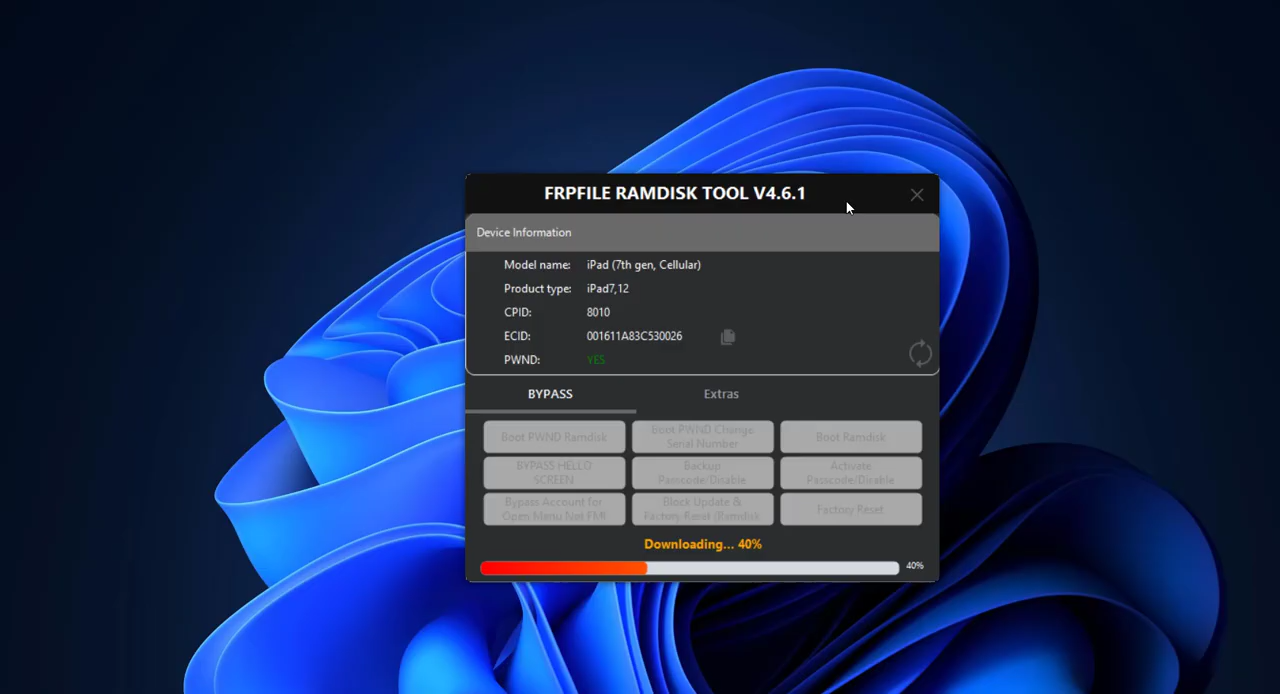 FRPFILE RAMDISK TOOL V4.6.1
Device Information
Model name: iPad (7th gen, Cellular)
Product type: iPad7,12
CPID: 8010
ECID: 001611A83C530026
PWND: YES
BYPASS Extras
Boot PWND Ramdisk
Boot PWND Change
Serial Number
Boot Ramdisk
BYPASS HELLO
SCREEN
Backup
Passcode/Disable
Activate
Passcode/Disable
Bypass Account for
Open Menu Net FMI
Block Update &
Factory Reset (Ramdisk
Factory Reset
Downloading... 40%
40%